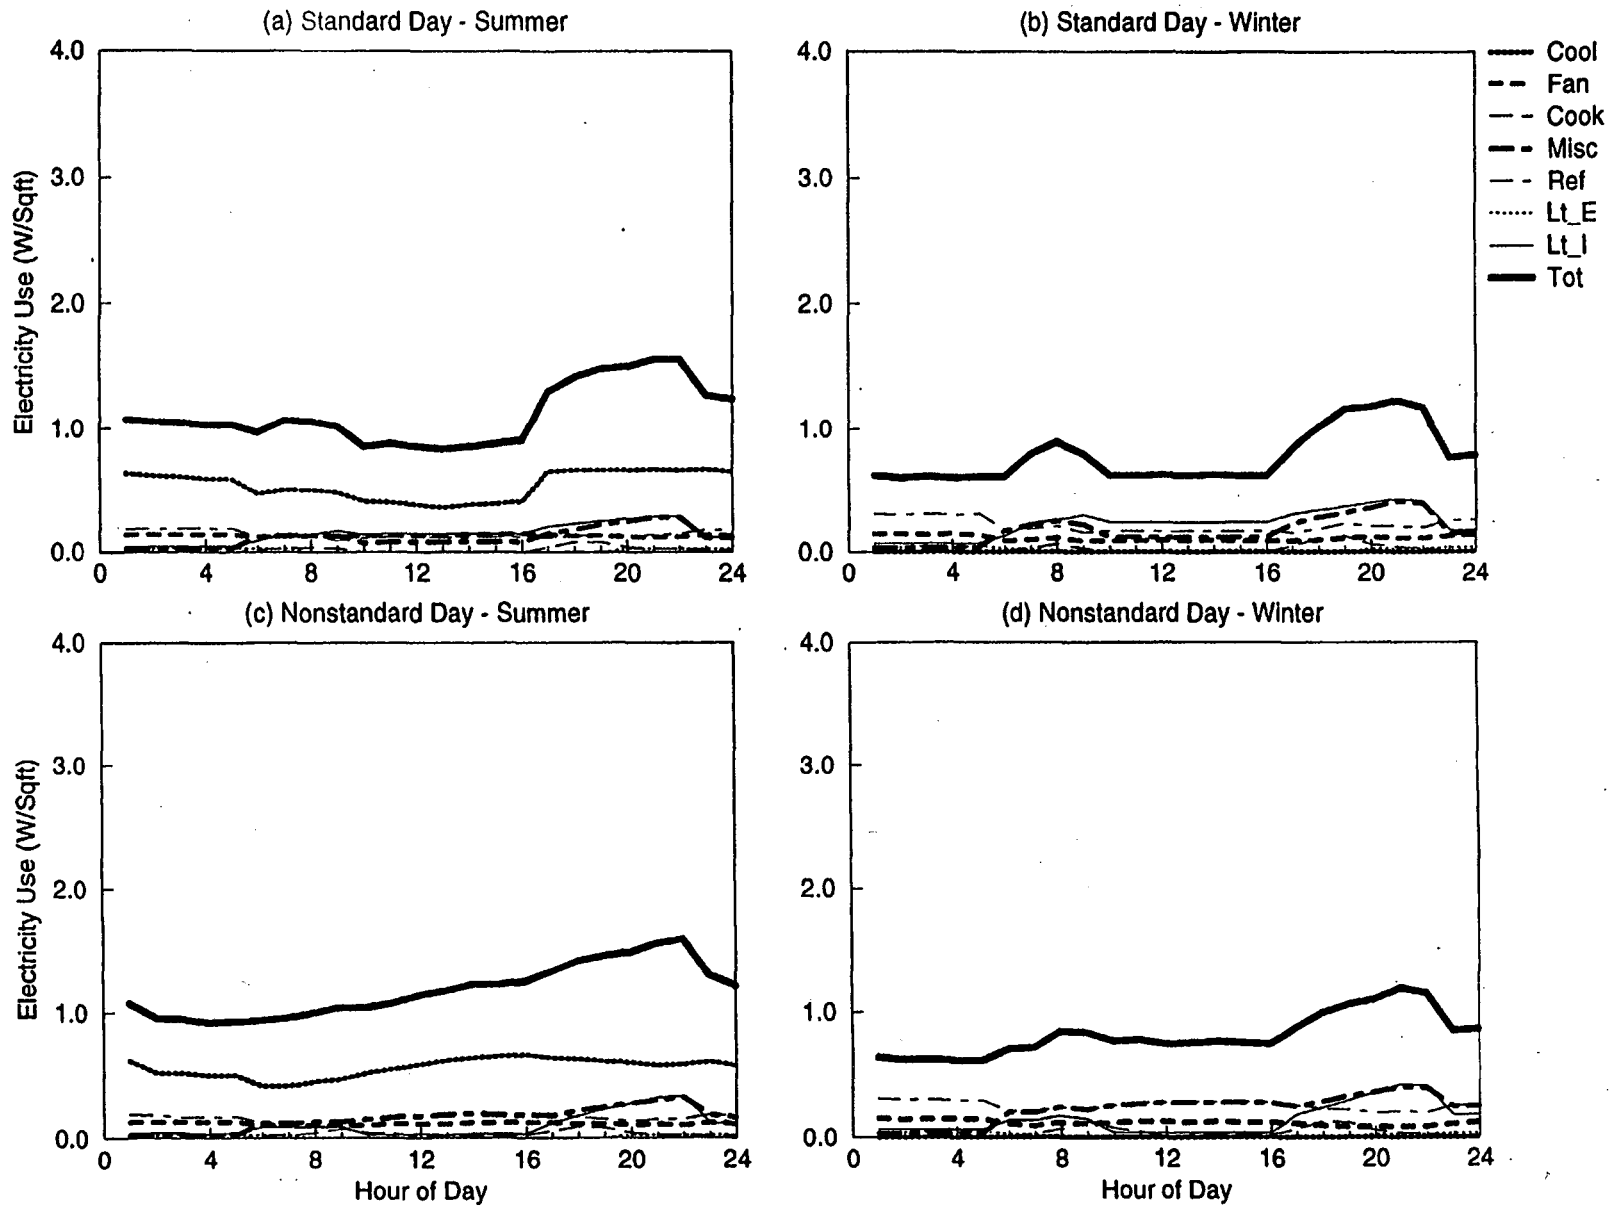 (a) Standard Day - Summer
(b) Standard Day - Winter
4.0
3.0
2.0
1.0
0.0
Electricity Use (W/Sqft)
0 4 8 12 16 20 24
4.0
3.0
2.0
1.0
0.0
0 4 8 12 16 20 24
Cool
Fan
Cook
Misc
Ref
Lt_E
Lt_I
Tot
(c) Nonstandard Day - Summer
(d) Nonstandard Day - Winter
4.0
3.0
2.0
1.0
0.0
Electricity Use (W/Sqft)
0 4 8 12 16 20 24
Hour of Day
4.0
3.0
2.0
1.0
0.0
0 4 8 12 16 20 24
Hour of Day